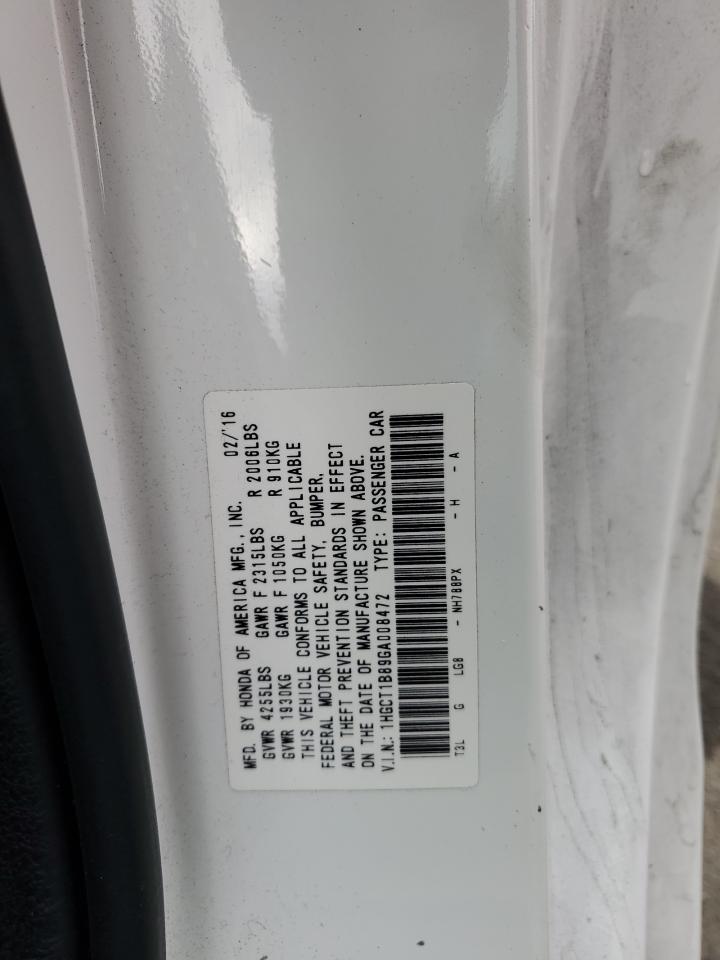 MFD. BY HONDA OF AMERICA MFG., INC. 02/'16
GVWR 4255LBS GAWR F 2315LBS R 2006LBS
GVWR 1930KG GAWR F 1050KG R 910KG
THIS VEHICLE CONFORMS TO ALL APPLICABLE
FEDERAL MOTOR VEHICLE SAFETY, BUMPER,
AND THEFT PREVENTION STANDARDS IN EFFECT
ON THE DATE OF MANUFACTURE SHOWN ABOVE.
V.I.N.: 1HGCT1B89GA008472 TYPE: PASSENGER CAR
T3L G LG8 - NH788PX - H - A